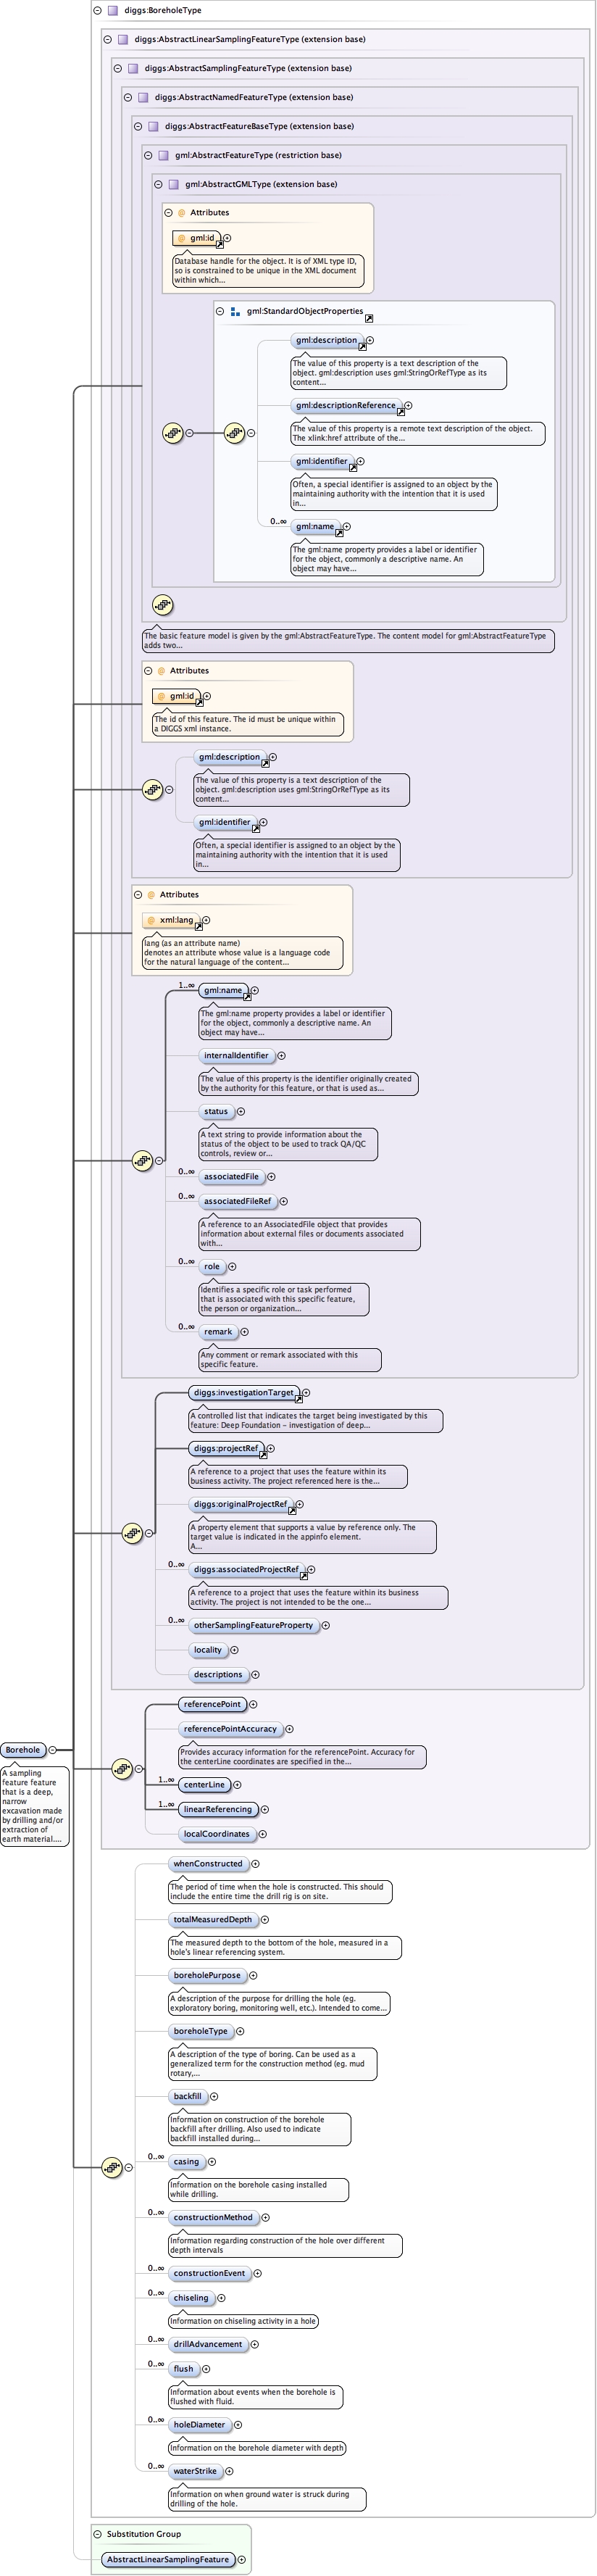 diggs:BoreholeType
diggs:AbstractLinearSamplingFeatureType (extension base)
diggs:AbstractSamplingFeatureType (extension base)
diggs:AbstractNamedFeatureType (extension base)
diggs:AbstractFeatureBaseType (extension base)
gml:AbstractFeatureType (restriction base)
gml:AbstractGMLType (extension base)
@ Attributes
@ gml:id
Database handle for the object. It is of XML type ID,
so is constrained to be unique in the XML document
within which...
gml:StandardObjectProperties
gml:description
The value of this property is a text description of the
object. gml:description uses gml:StringOrRefType as its
content...
gml:descriptionReference
The value of this property is a remote text description of the object.
The xlink:href attribute of the...
gml:identifier
Often, a special identifier is assigned to an object by the
maintaining authority with the intention that it is used
in...
0..∞
gml:name
The gml:name property provides a label or identifier
for the object, commonly a descriptive name. An
object may have...
The basic feature model is given by the gml:AbstractFeatureType. The content model for gml:AbstractFeatureType
adds two...
@ Attributes
@ gml:id
The id of this feature. The id must be unique within
a DIGGS xml instance.
gml:description
The value of this property is a text description of the
object. gml:description uses gml:StringOrRefType as its
content...
gml:identifier
Often, a special identifier is assigned to an object by the
maintaining authority with the intention that it is used
in...
@ Attributes
@ xml:lang
lang (as an attribute name)
denotes an attribute whose value is a language code
for the natural language of the content...
1..∞
gml:name
The gml:name property provides a label or identifier
for the object, commonly a descriptive name. An
object may have...
internalIdentifier
The value of this property is the identifier originally created
by the authority for this feature, or that is used as...
status
A text string to provide information about the
status of the object to be used to track QA/QC
controls, review or...
0..∞
associatedFile
0..∞
associatedFileRef
A reference to an AssociatedFile object that provides
information about external files or documents associated
with...
0..∞
role
Identifies a specific role or task performed
that is associated with this specific feature,
the person or organization...
0..∞
remark
Any comment or remark associated with this
specific feature.
diggs:investigationTarget
A controlled list that indicates the target being investigated by this
feature: Deep Foundation – investigation of deep...
diggs:projectRef
A reference to a project that uses the feature within its
business activity. The project referenced here is the...
diggs:originalProjectRef
A property element that supports a value by reference only. The
target value is indicated in the appinfo element.
A...
0..∞
diggs:associatedProjectRef
A reference to a project that uses the feature within its business
activity. The project is not intended to be the one...
0..∞
otherSamplingFeatureProperty
locality
descriptions
referencePoint
referencePointAccuracy
Provides accuracy information for the referencePoint. Accuracy for
the centerLine coordinates are specified in the...
1..∞
centerLine
1..∞
linearReferencing
localCoordinates
Borehole
A sampling
feature feature
that is a deep,
narrow
excavation made
by drilling and/or
extraction of
earth material....
whenConstructed
The period of time when the hole is constructed. This should
include the entire time the drill rig is on site.
totalMeasuredDepth
The measured depth to the bottom of the hole, measured in a
hole's linear referencing system.
boreholePurpose
A description of the purpose for drilling the hole (eg.
exploratory boring, monitoring well, etc.). Intended to come...
boreholeType
A description of the type of boring. Can be used as a
generalized term for the construction method (eg. mud
rotary,...
backfill
Information on construction of the borehole
backfill after drilling. Also used to indicate
backfill installed during...
0..∞
casing
Information on the borehole casing installed
while drilling.
0..∞
constructionMethod
Information regarding construction of the hole over different
depth intervals
0..∞
constructionEvent
0..∞
chiseling
Information on chiseling activity in a hole
0..∞
drillAdvancement
0..∞
flush
Information about events when the borehole is
flushed with fluid.
0..∞
holeDiameter
Information on the borehole diameter with depth
0..∞
waterStrike
Information on when ground water is struck during
drilling of the hole.
Substitution Group
AbstractLinearSamplingFeature